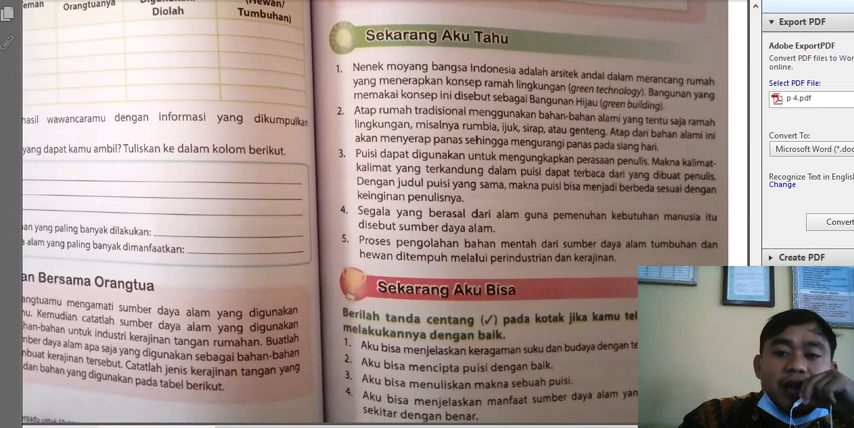 Orangtuanya
Diolah
(Hewan/
Tumbuhan)
hasil wawancaramu dengan informasi yang dikumpulkan
yang dapat kamu ambil? Tuliskan ke dalam kolom berikut.
an yang paling banyak dilakukan:
alam yang paling banyak dimanfaatkan:
an Bersama Orangtua
angtuamu mengamati sumber daya alam yang digunakan
nu. Kemudian catatlah sumber daya alam yang digunakan
han-bahan untuk industri kerajinan tangan rumahan. Buatlah
nber daya alam apa saja yang digunakan sebagai bahan-bahan
nbuat kerajinan tersebut. Catatlah jenis kerajinan tangan yang
dan bahan yang digunakan pada tabel berikut.
Sekarang Aku Tahu
1. Nenek moyang bangsa Indonesia adalah arsitek andal dalam merancang rumah
yang menerapkan konsep ramah lingkungan (green technology). Bangunan yang
memakai konsep ini disebut sebagai Bangunan Hijau (green building).
2. Atap rumah tradisional menggunakan bahan-bahan alami yang tentu saja ramah
lingkungan, misalnya rumbia, ijuk, sirap, atau genteng. Atap dari bahan alami ini
akan menyerap panas sehingga mengurangi panas pada siang hari.
3. Puisi dapat digunakan untuk mengungkapkan perasaan penulis. Makna kalimat-
kalimat yang terkandung dalam puisi dapat terbaca dari yang dibuat penulis.
Dengan judul puisi yang sama, makna puisi bisa menjadi berbeda sesuai dengan
keinginan penulisnya.
4. Segala yang berasal dari alam guna pemenuhan kebutuhan manusia itu
disebut sumber daya alam.
5. Proses pengolahan bahan mentah dari sumber daya alam tumbuhan dan
hewan ditempuh melalui perindustrian dan kerajinan.
Sekarang Aku Bisa
Berilah tanda centang (✓) pada kotak jika kamu tel
melakukannya dengan baik.
1. Aku bisa menjelaskan keragaman suku dan budaya dengan te
2. Aku bisa mencipta puisi dengan baik.
3. Aku bisa menuliskan makna sebuah puisi.
4. Aku bisa menjelaskan manfaat sumber daya alam yan
sekitar dengan benar.
Export PDF
Adobe ExportPDF
Convert PDF files to Wor
online.
Select PDF File:
p 4.pdf
Convert To:
Microsoft Word (*.doc
Recognize Text in Englis
Change
Convert
Create PDF